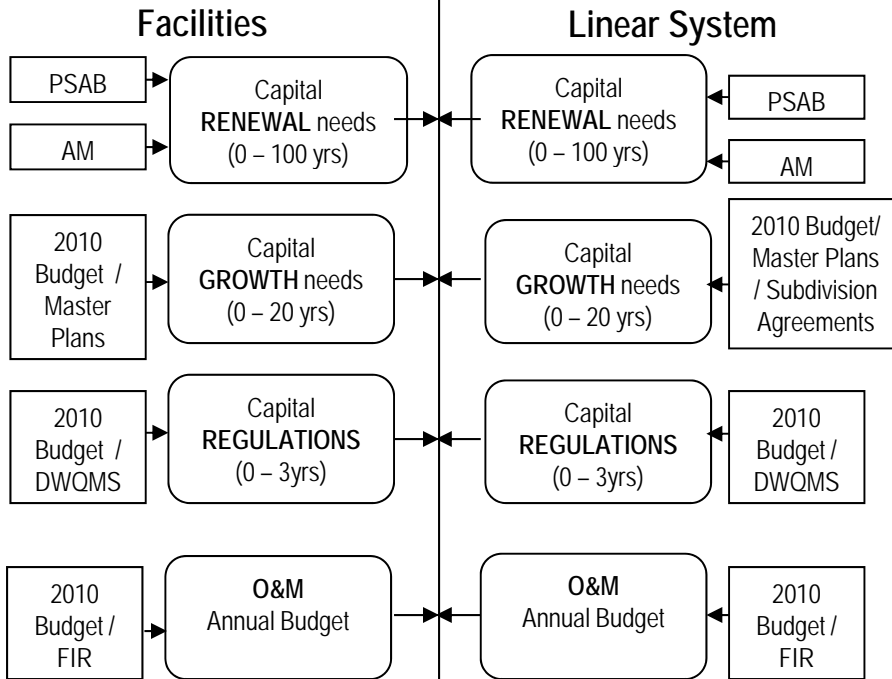 Facilities
Linear System
PSAB
AM
Capital
RENEWAL needs
(0 – 100 yrs)
Capital
RENEWAL needs
(0 – 100 yrs)
PSAB
AM
2010
Budget /
Master
Plans
Capital
GROWTH needs
(0 – 20 yrs)
Capital
GROWTH needs
(0 – 20 yrs)
2010 Budget/
Master Plans
/ Subdivision
Agreements
2010
Budget /
DWQMS
Capital
REGULATIONS
(0 – 3yrs)
Capital
REGULATIONS
(0 – 3yrs)
2010
Budget /
DWQMS
2010
Budget /
FIR
O&M
Annual Budget
O&M
Annual Budget
2010
Budget /
FIR